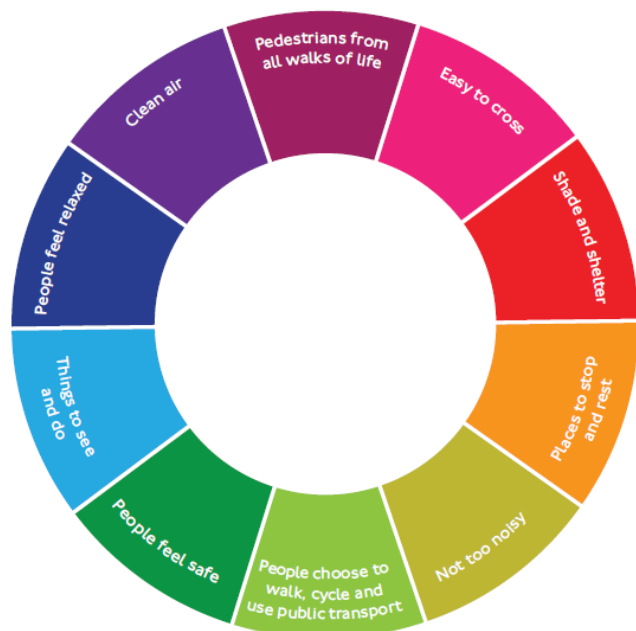 Pedestrians from
all walks of life
Easy to cross
Shade and shelter
Places to stop
and rest
Not too noisy
People choose to
walk, cycle and
use public transport
People feel safe
Things to see
and do
People feel relaxed
Clean air